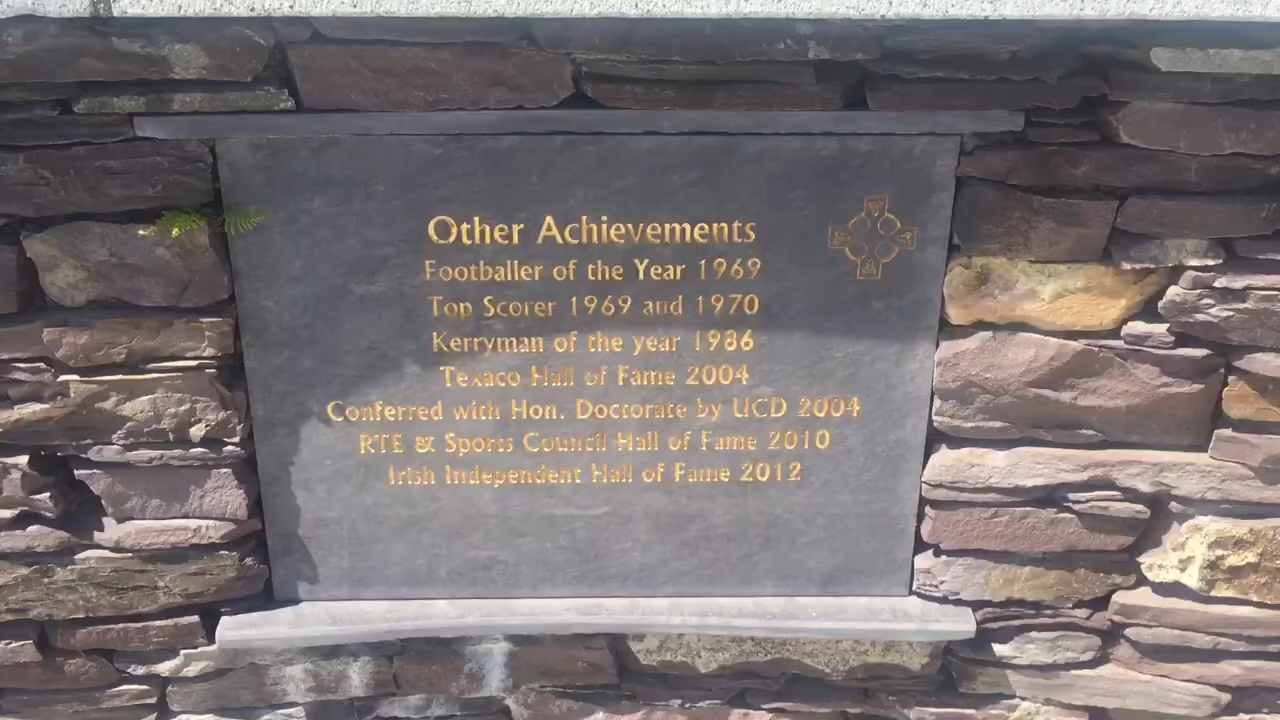 Other Achievements
Footballer of the Year 1969
Top Scorer 1969 and 1970
Kerryman of the year 1986
Texaco Hall of Fame 2004
Conferred with Hon. Doctorate by UCD 2004
RTE & Sports Council Hall of Fame 2010
Irish Independent Hall of Fame 2012